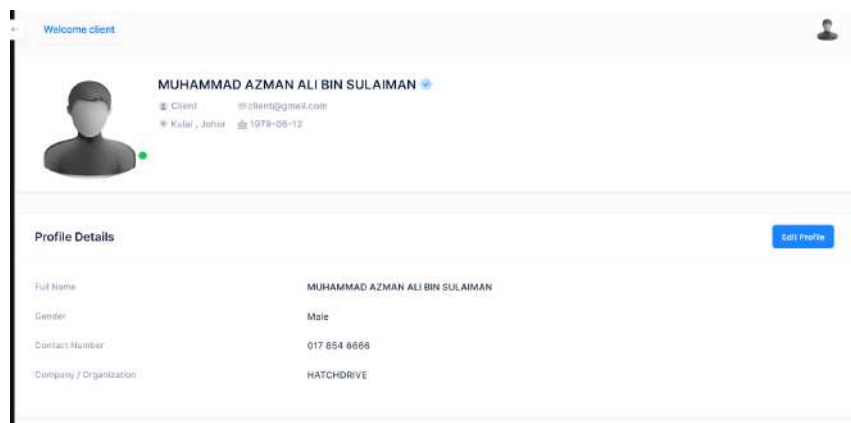 Welcome client
MUHAMMAD AZMAN ALI BIN SULAIMAN
Client client@gmail.com
Kulai , Johor 1979-06-12
Profile Details
Edit Profile
Full Name MUHAMMAD AZMAN ALI BIN SULAIMAN
Gender Male
Contact Number 017 854 6666
Company / Organization HATCHDRIVE